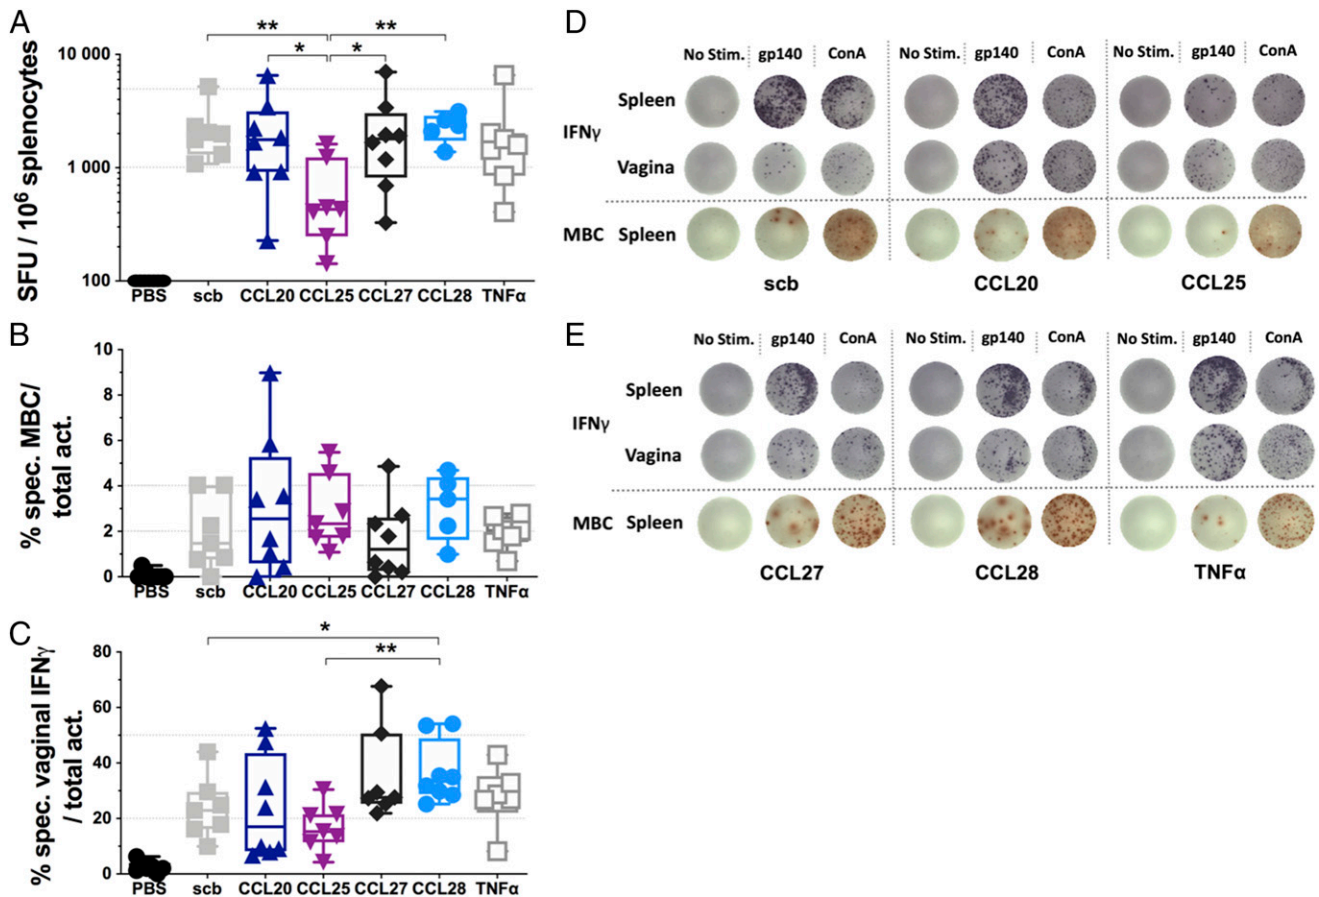 A
** **
* *
10 000
1 000
100
SFU / 10⁶ splenocytes
PBS scb CCL20 CCL25 CCL27 CCL28 TNFα
B
10
8
6
4
2
0
% spec. MBC/
total act.
PBS scb CCL20 CCL25 CCL27 CCL28 TNFα
C
*
**
80
60
40
20
0
% spec. vaginal IFNγ
/ total act.
PBS scb CCL20 CCL25 CCL27 CCL28 TNFα
D
No Stim. gp140 ConA No Stim. gp140 ConA No Stim. gp140 ConA
Spleen
IFNγ
Vagina
MBC Spleen
scb CCL20 CCL25
E
No Stim. gp140 ConA No Stim. gp140 ConA No Stim. gp140 ConA
Spleen
IFNγ
Vagina
MBC Spleen
CCL27 CCL28 TNFα